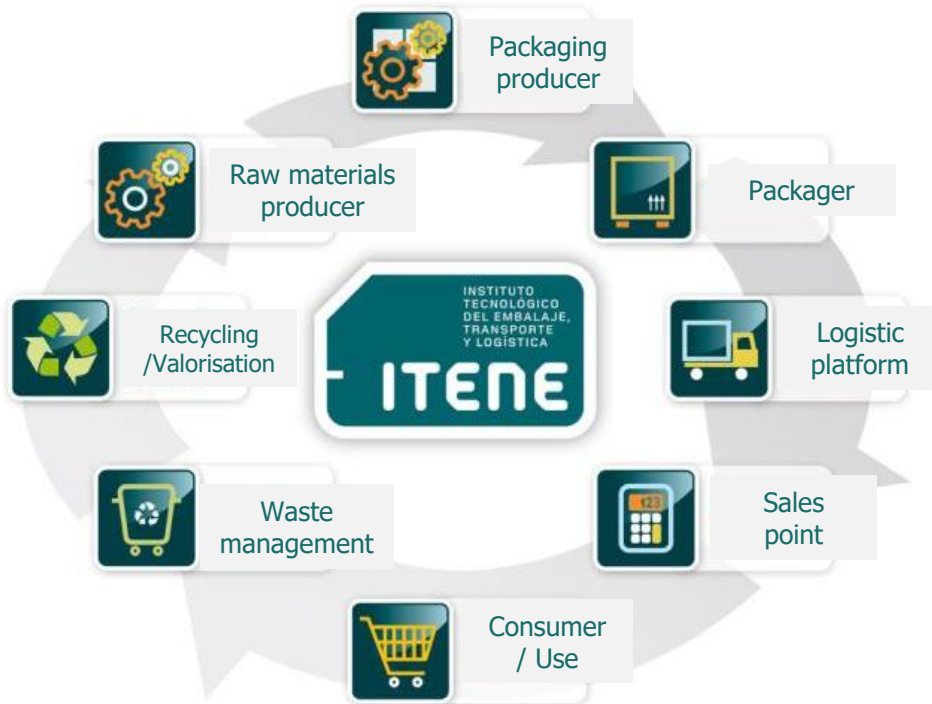 Packaging
producer
Raw materials
producer
Packager
INSTITUTO
TECNOLÓGICO
DEL EMBALAJE,
TRANSPORTE
Y LOGÍSTICA
ITENE
Recycling
/Valorisation
Logistic
platform
Waste
management
123
Sales
point
Consumer
/ Use